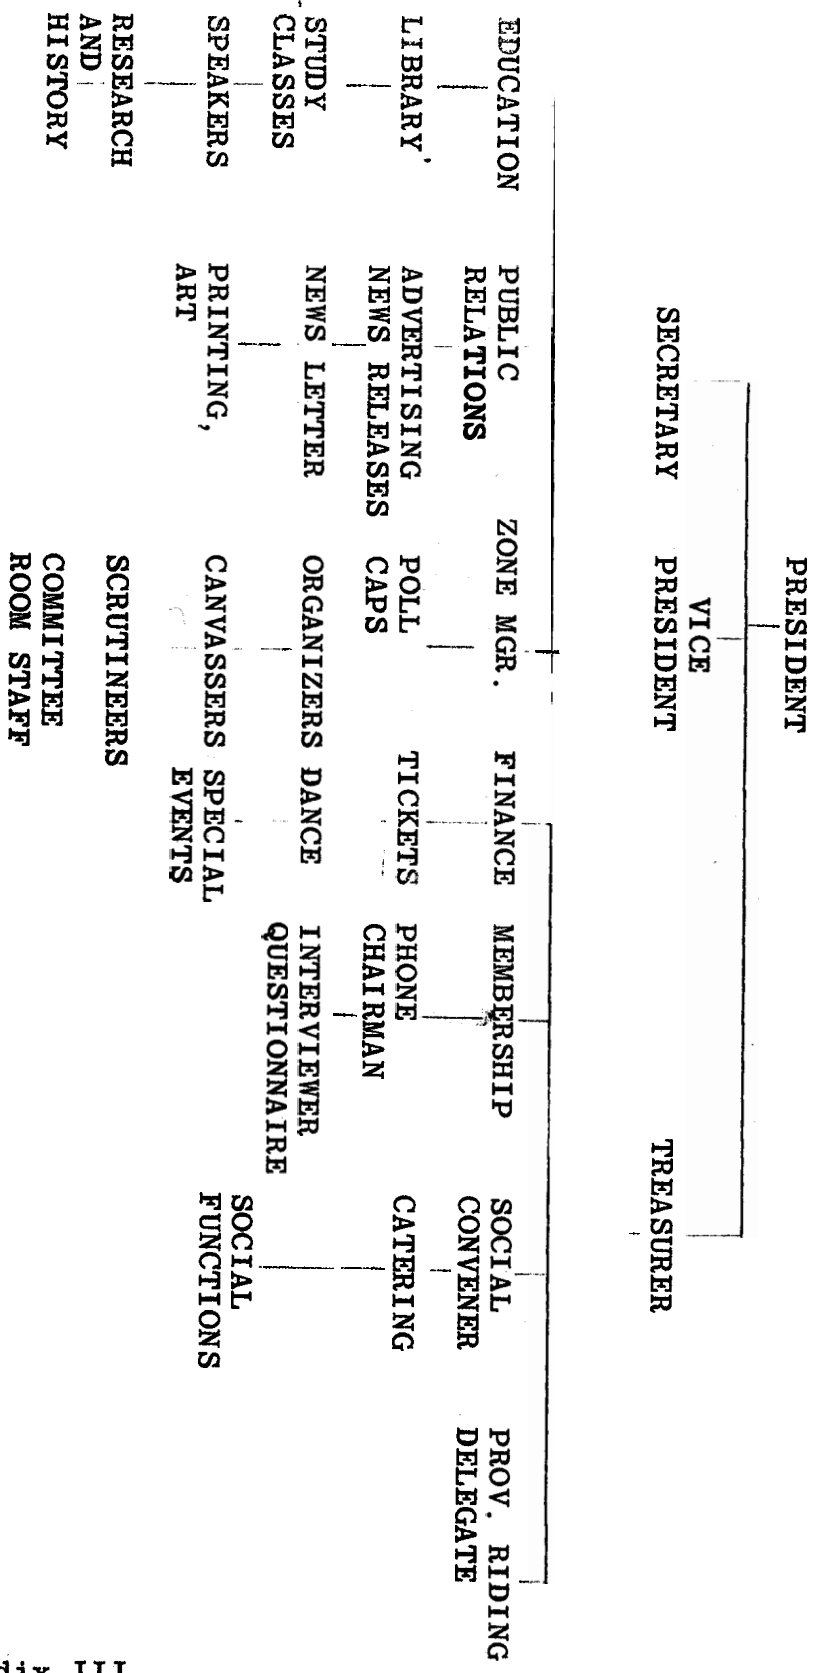 PRESIDENT
SECRETARY
VICE
PRESIDENT
TREASURER
EDUCATION
LIBRARY
STUDY
CLASSES
SPEAKERS
RESEARCH
AND
HISTORY
PUBLIC
RELATIONS
ADVERTISING
NEWS RELEASES
NEWS LETTER
PRINTING,
ART
ZONE MGR.
POLL
CAPS
ORGANIZERS
CANVASSERS
SCRUTINEERS
COMMITTEE
ROOM STAFF
FINANCE
TICKETS
DANCE
SPECIAL
EVENTS
MEMBERSHIP
PHONE
CHAIRMAN
INTERVIEWER
QUESTIONNAIRE
SOCIAL
CONVENER
CATERING
SOCIAL
FUNCTIONS
PROV. RIDING
DELEGATE
III